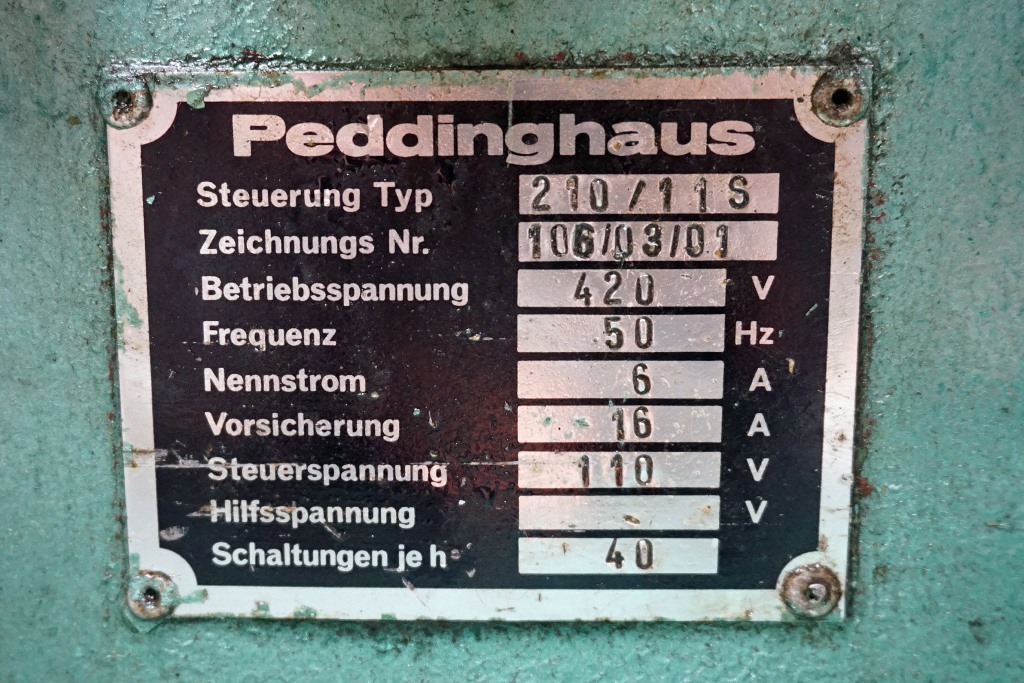 Peddinghaus
Steuerung Typ 210/11S
Zeichnungs Nr. 106/03/01
Betriebsspannung 420 V
Frequenz 50 Hz
Nennstrom 6 A
Vorsicherung 16 A
Steuerspannung 110 V
Hilfsspannung V
Schaltungen je h 40